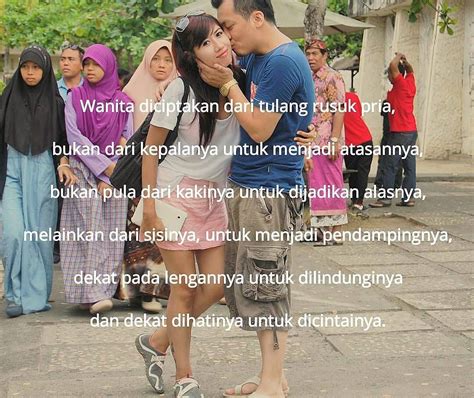 Wanita diciptakan dari tulang rusuk pria,
bukan dari kepalanya untuk menjadi atasannya,
bukan pula dari kakinya untuk dijadikan alasnya,
melainkan dari sisinya, untuk menjadi pendampingnya,
dekat pada lengannya untuk dilindunginya
dan dekat dihatinya untuk dicintainya.